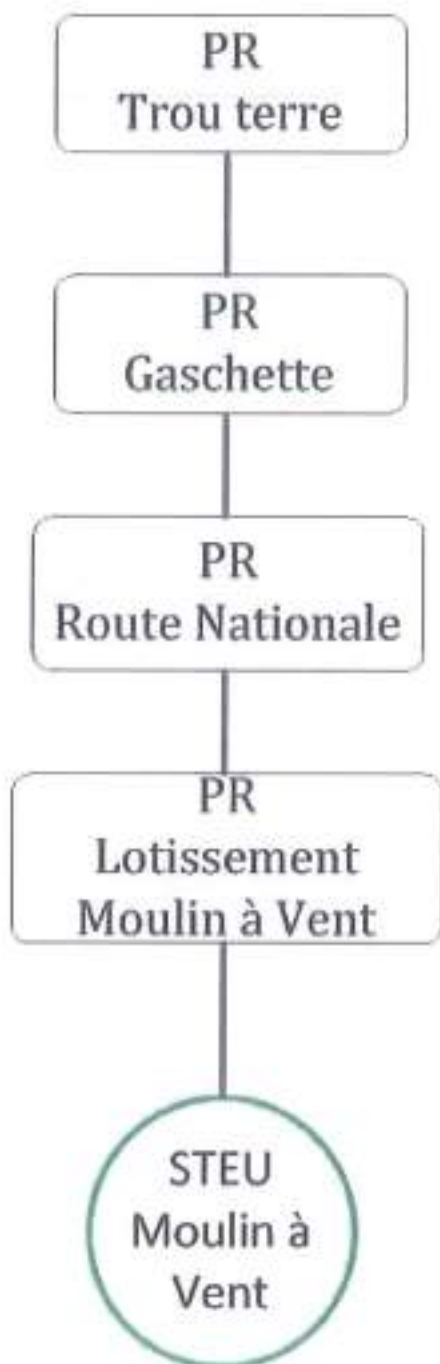 PR
Trou terre
PR
Gaschette
PR
Route Nationale
PR
Lotissement
Moulin à Vent
STEU
Moulin à
Vent